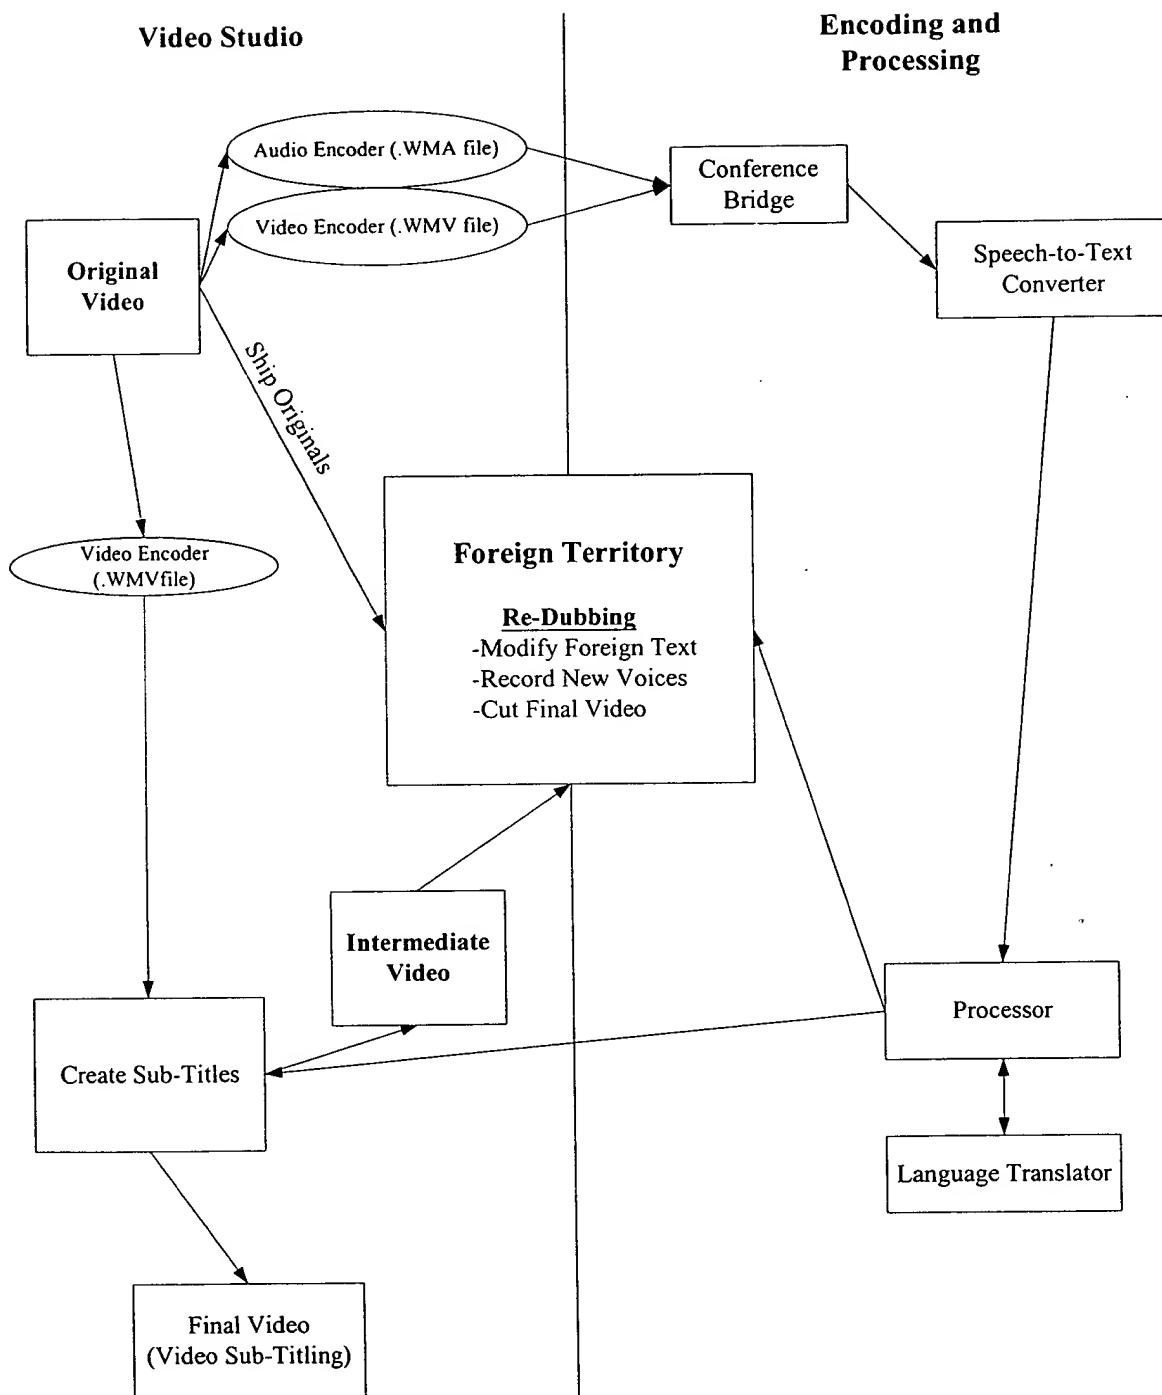 Video Studio
Encoding and
Processing
Audio Encoder (.WMA file)
Video Encoder (.WMV file)
Conference
Bridge
Original
Video
Speech-to-Text
Converter
Ship Originals
Video Encoder
(.WMVfile)
Foreign Territory
Re-Dubbing
-Modify Foreign Text
-Record New Voices
-Cut Final Video
Intermediate
Video
Processor
Create Sub-Titles
Language Translator
Final Video
(Video Sub-Titling)